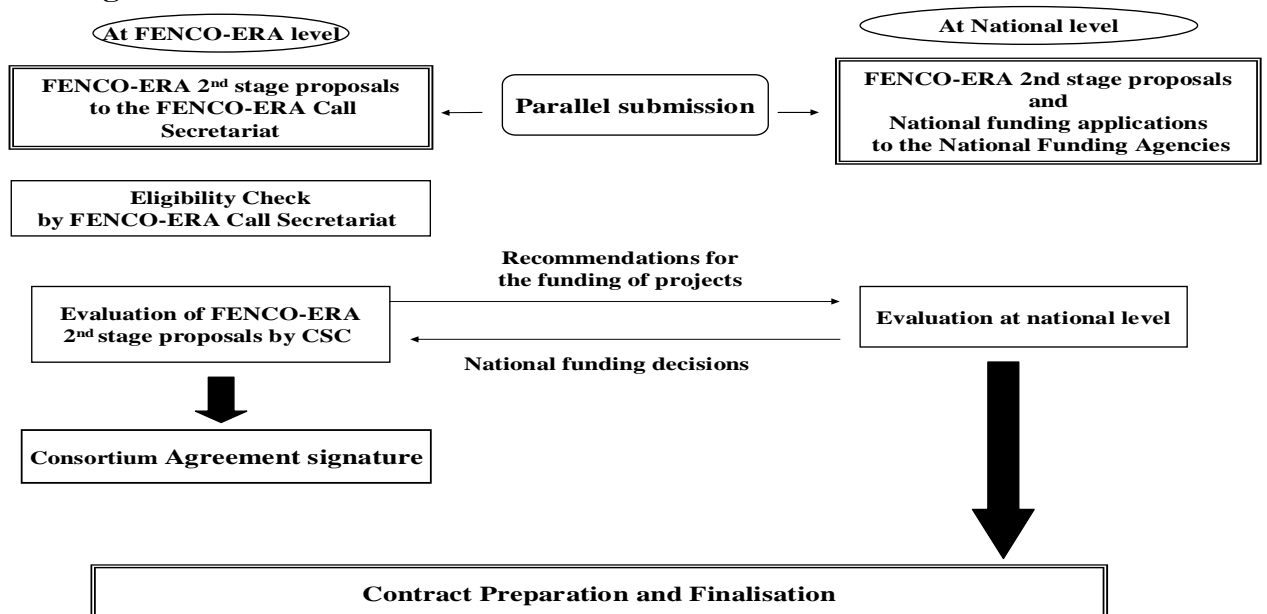 At FENCO-ERA level
At National level
FENCO-ERA 2nd stage proposals
to the FENCO-ERA Call
Secretariat
Parallel submission
FENCO-ERA 2nd stage proposals
and
National funding applications
to the National Funding Agencies
Eligibility Check
by FENCO-ERA Call Secretariat
Recommendations for
the funding of projects
Evaluation of FENCO-ERA
2nd stage proposals by CSC
Evaluation at national level
National funding decisions
Consortium Agreement signature
Contract Preparation and Finalisation